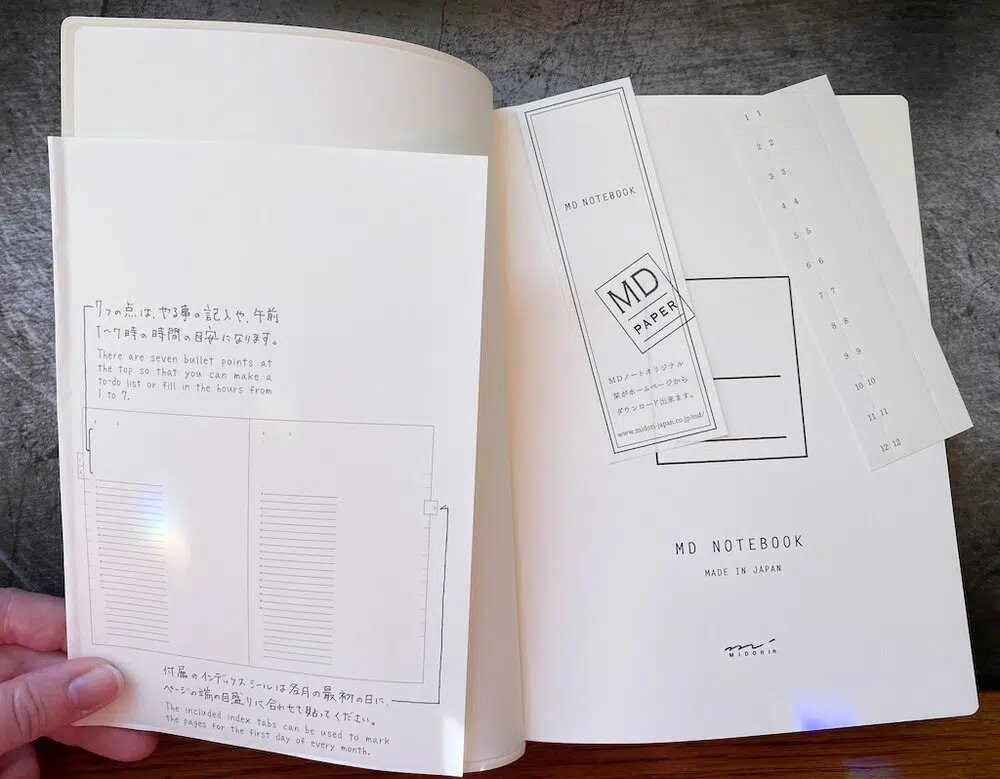 7つの点は、やる事の記入や、午前
1〜7時の時間の目安になります。
There are seven bullet points at
the top so that you can make a
to-do list or fill in the hours from
1 to 7.
付属のインデックスシールは各月の最初の日に、
ページの端の目盛りに合わせて貼ってください。
The included index tabs can be used to mark
the pages for the first day of every month.
MD NOTEBOOK
MD
PAPER
MDノートオリジナル
栞がホームページから
ダウンロード出来ます。
www.midori-japan.co.jp/md/
1 1
2 2
3 3
4 4
5 5
6 6
7 7
8 8
9 9
10 10
11 11
12 12
MD NOTEBOOK
MADE IN JAPAN
MIDORI®